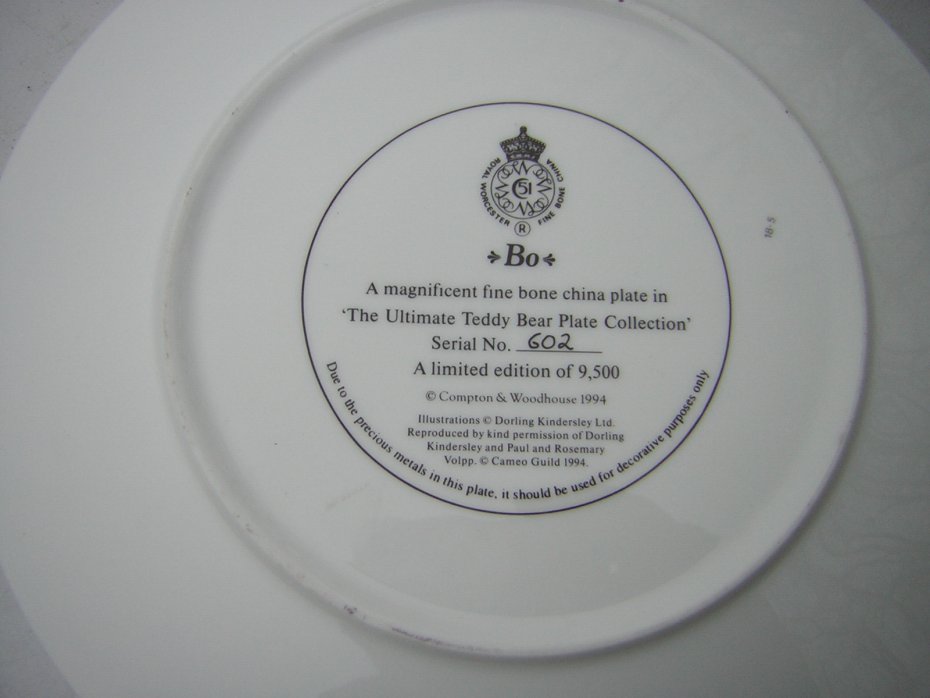 ROYAL WORCESTER
FINE BONE CHINA
51
®
Bo
A magnificent fine bone china plate in
‘The Ultimate Teddy Bear Plate Collection’
Serial No. 602
A limited edition of 9,500
© Compton & Woodhouse 1994
Illustrations © Dorling Kindersley Ltd.
Reproduced by kind permission of Dorling
Kindersley and Paul and Rosemary
Volpp. © Cameo Guild 1994.
Due to the precious metals in this plate, it should be used for decorative purposes only
18·5